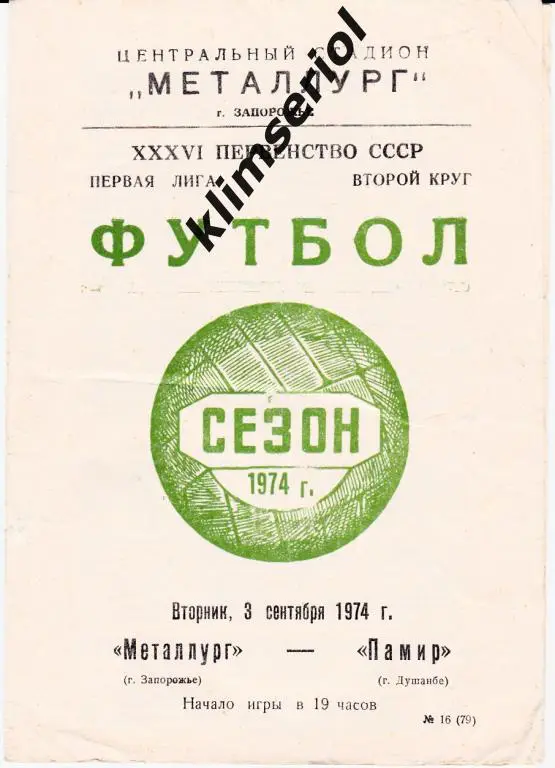 ЦЕНТРАЛЬНЫЙ СТАДИОН
„МЕТАЛЛУРГ"
г. ЗАПОРОЖЬЕ
XXXVI ПЕРВЕНСТВО СССР
ПЕРВАЯ ЛИГА ВТОРОЙ КРУГ
ФУТБОЛ
СЕЗОН
1974 г.
Вторник, 3 сентября 1974 г.
«Металлург» — «Памир»
(г. Запорожье) (г. Душанбе)
Начало игры в 19 часов
№ 16 (79)
klimseriol